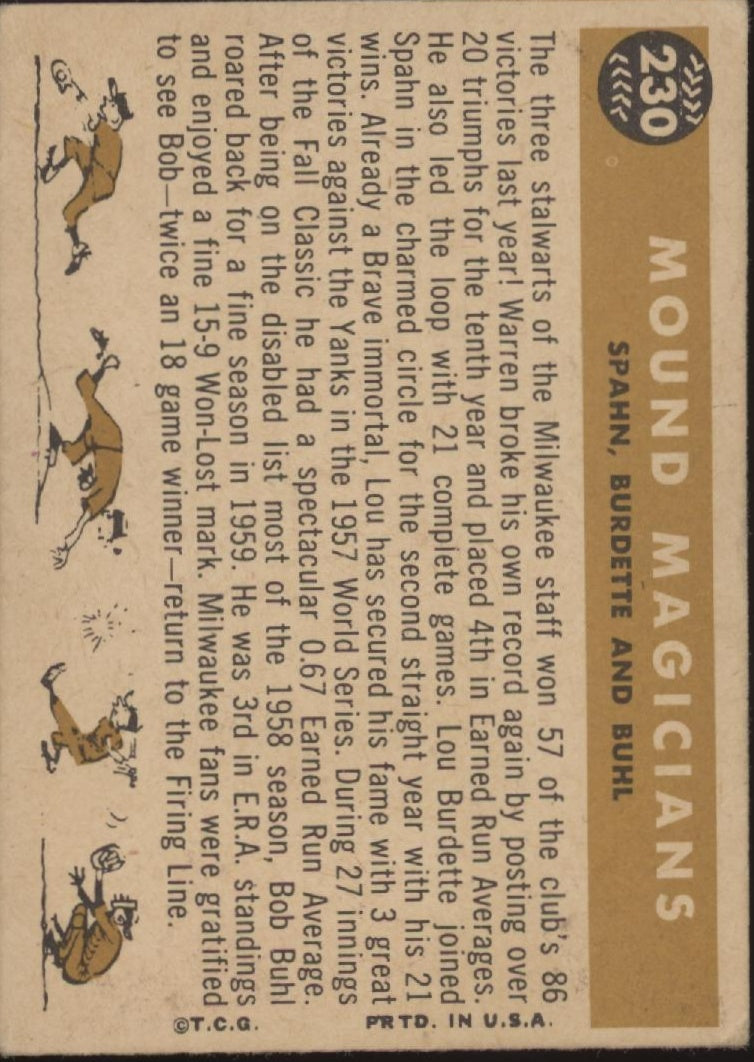 230
MOUND MAGICIANS
SPAHN, BURDETTE AND BUHL
The three stalwarts of the Milwaukee staff won 57 of the club's 86
victories last year! Warren broke his own record again by posting over
20 triumphs for the tenth year and placed 4th in Earned Run Averages.
He also led the loop with 21 complete games. Lou Burdette joined
Spahn in the charmed circle for the second straight year with his 21
wins. Already a Brave immortal, Lou has secured his fame with 3 great
victories against the Yanks in the 1957 World Series. During 27 innings
of the Fall Classic he had a spectacular 0.67 Earned Run Average.
After being on the disabled list most of the 1958 season, Bob Buhl
roared back for a fine season in 1959. He was 3rd in E.R.A. standings
and enjoyed a fine 15-9 Won-Lost mark. Milwaukee fans were gratified
to see Bob—twice an 18 game winner—return to the Firing Line.
©T.C.G. PRTD. IN U.S.A.